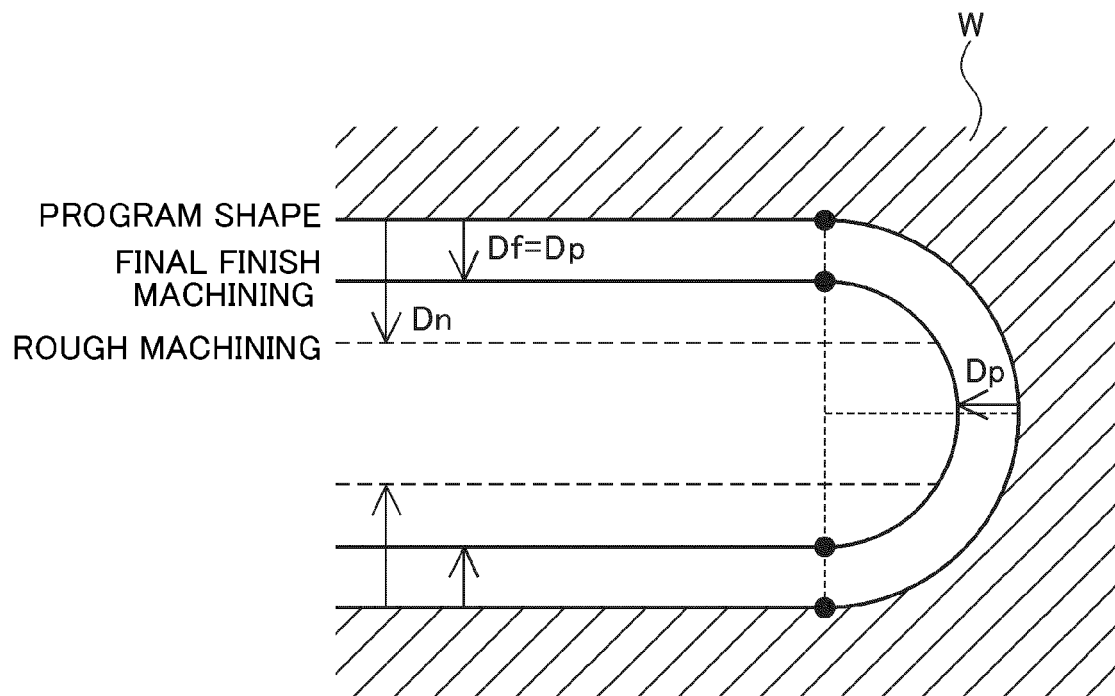 W
PROGRAM SHAPE
Df=Dp
FINAL FINISH
MACHINING
Dn
ROUGH MACHINING
Dp